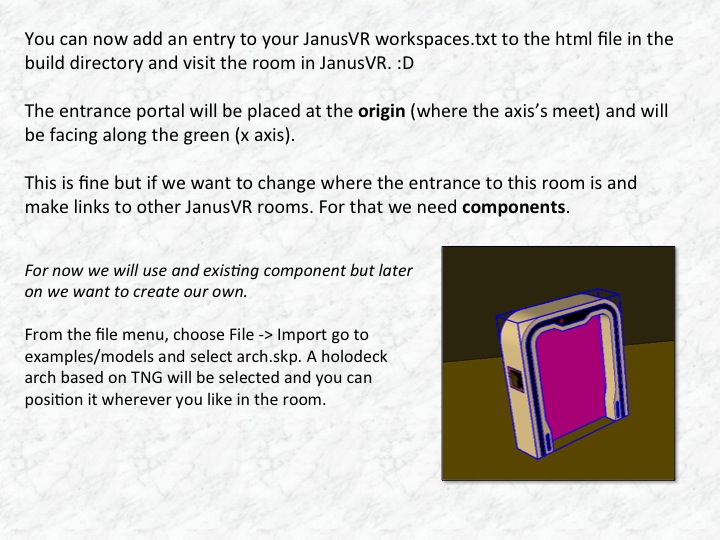 You can now add an entry to your JanusVR workspaces.txt to the html file in the
build directory and visit the room in JanusVR. :D
The entrance portal will be placed at the origin (where the axis's meet) and will
be facing along the green (x axis).
This is fine but if we want to change where the entrance to this room is and
make links to other JanusVR rooms. For that we need components.
For now we will use and existing component but later
on we want to create our own.
From the file menu, choose File -> Import go to
examples/models and select arch.skp. A holodeck
arch based on TNG will be selected and you can
position it wherever you like in the room.